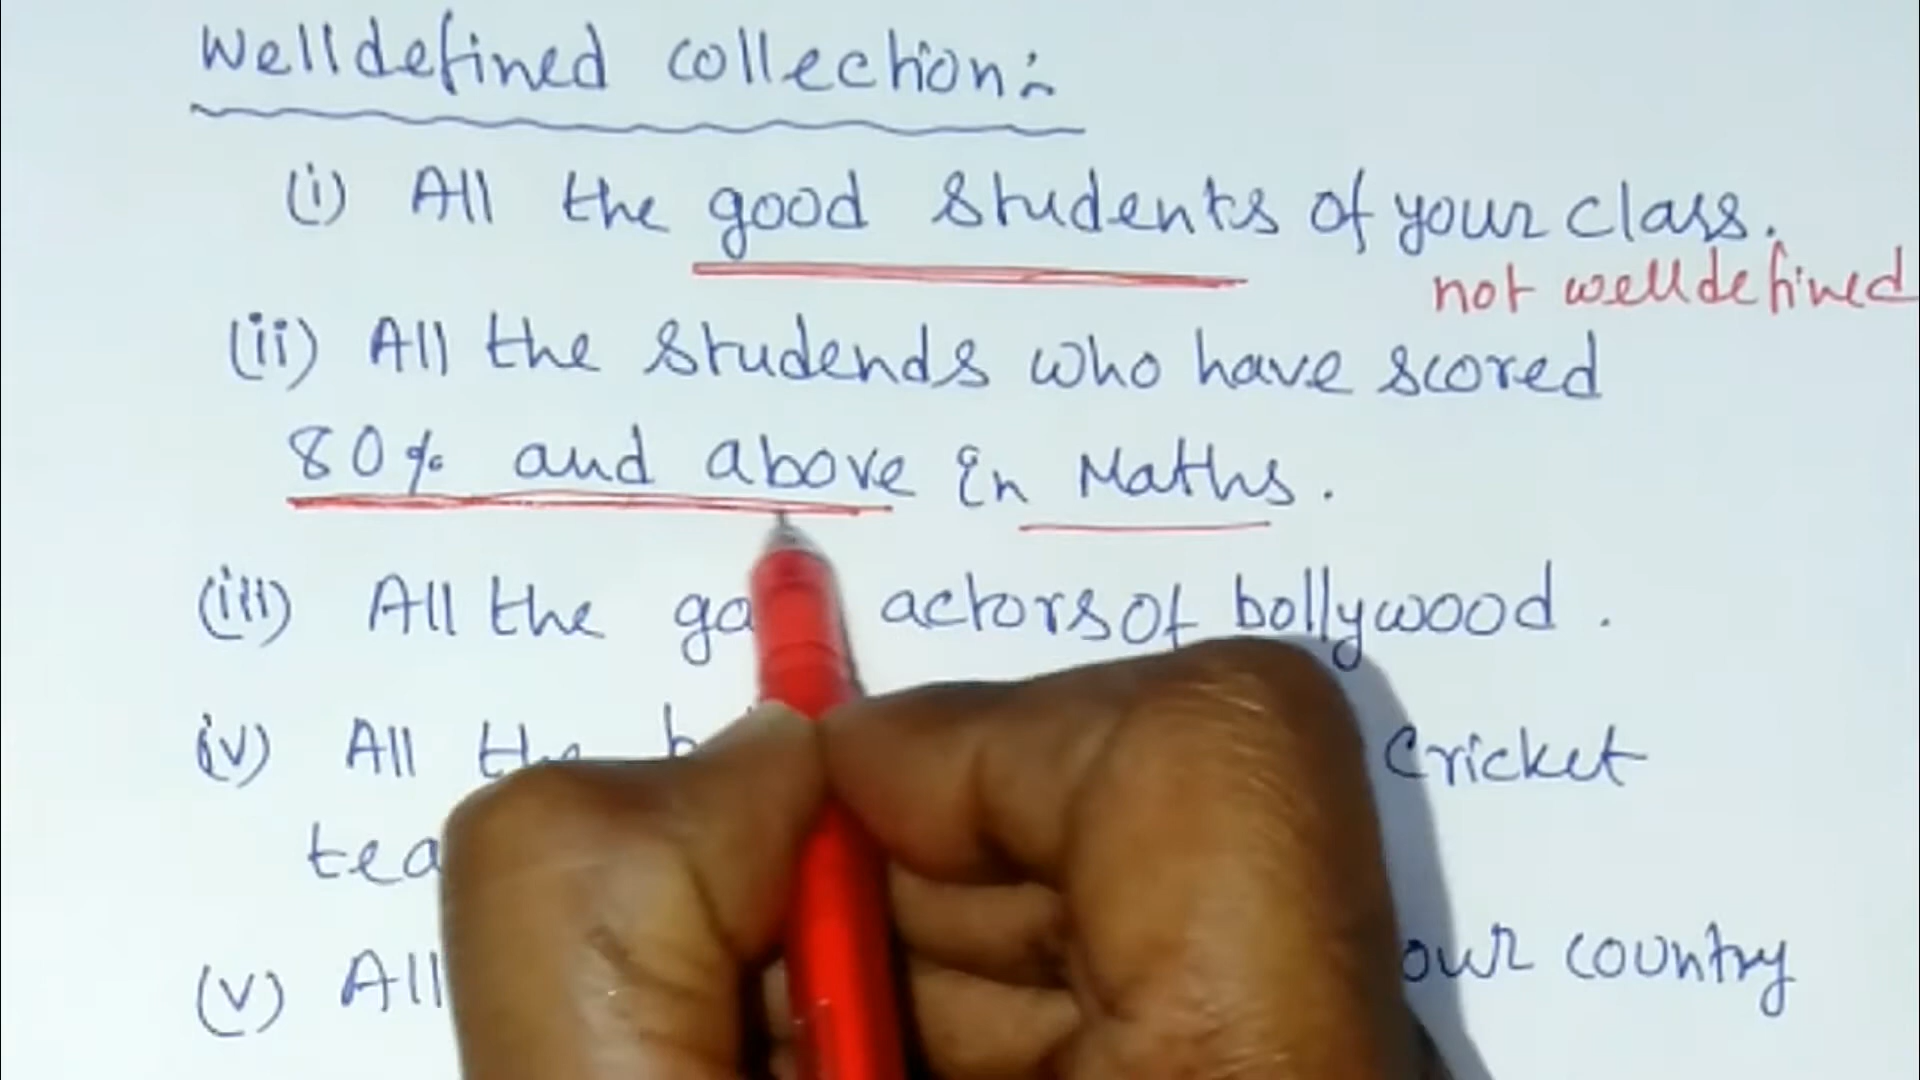 Welldefined collection:-
(i) All the good students of your class.
not welldefined
(ii) All the studends who have scored
80% and above in Maths.
(iii) All the actors of bollywood.
(iv) All the cricket
(v) All our country